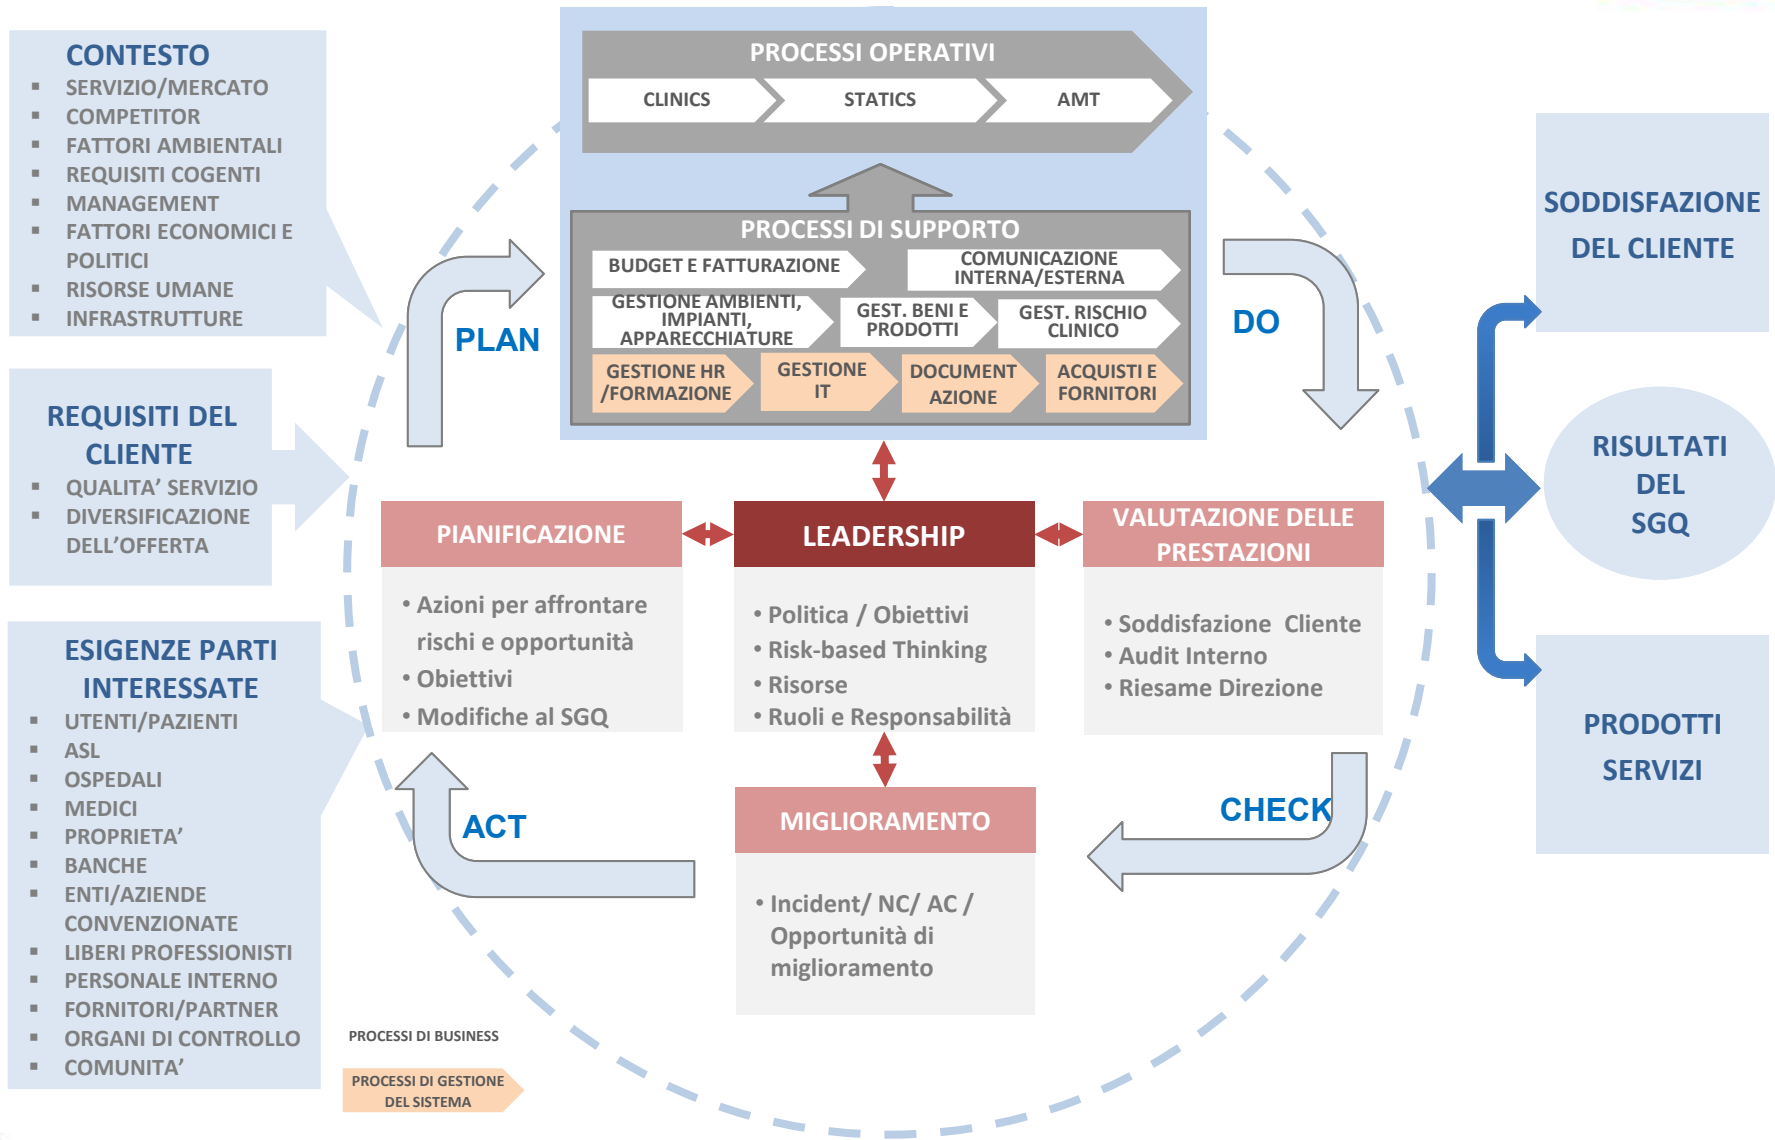 CONTESTO
▪ SERVIZIO/MERCATO
▪ COMPETITOR
▪ FATTORI AMBIENTALI
▪ REQUISITI COGENTI
▪ MANAGEMENT
▪ FATTORI ECONOMICI E
POLITICI
▪ RISORSE UMANE
▪ INFRASTRUTTURE
REQUISITI DEL
CLIENTE
▪ QUALITA’ SERVIZIO
▪ DIVERSIFICAZIONE
DELL’OFFERTA
ESIGENZE PARTI
INTERESSATE
▪ UTENTI/PAZIENTI
▪ ASL
▪ OSPEDALI
▪ MEDICI
▪ PROPRIETA’
▪ BANCHE
▪ ENTI/AZIENDE
CONVENZIONATE
▪ LIBERI PROFESSIONISTI
▪ PERSONALE INTERNO
▪ FORNITORI/PARTNER
▪ ORGANI DI CONTROLLO
▪ COMUNITA’
PROCESSI OPERATIVI
CLINICS
STATICS
AMT
PROCESSI DI SUPPORTO
BUDGET E FATTURAZIONE
COMUNICAZIONE
INTERNA/ESTERNA
GESTIONE AMBIENTI,
IMPIANTI,
APPARECCHIATURE
GEST. BENI E
PRODOTTI
GEST. RISCHIO
CLINICO
GESTIONE HR
/FORMAZIONE
GESTIONE
IT
DOCUMENT
AZIONE
ACQUISTI E
FORNITORI
PLAN
DO
PIANIFICAZIONE
• Azioni per affrontare
rischi e opportunità
• Obiettivi
• Modifiche al SGQ
LEADERSHIP
• Politica / Obiettivi
• Risk-based Thinking
• Risorse
• Ruoli e Responsabilità
VALUTAZIONE DELLE
PRESTAZIONI
• Soddisfazione Cliente
• Audit Interno
• Riesame Direzione
ACT
CHECK
MIGLIORAMENTO
• Incident/ NC/ AC /
Opportunità di
miglioramento
PROCESSI DI BUSINESS
PROCESSI DI GESTIONE
DEL SISTEMA
SODDISFAZIONE
DEL CLIENTE
RISULTATI
DEL
SGQ
PRODOTTI
SERVIZI